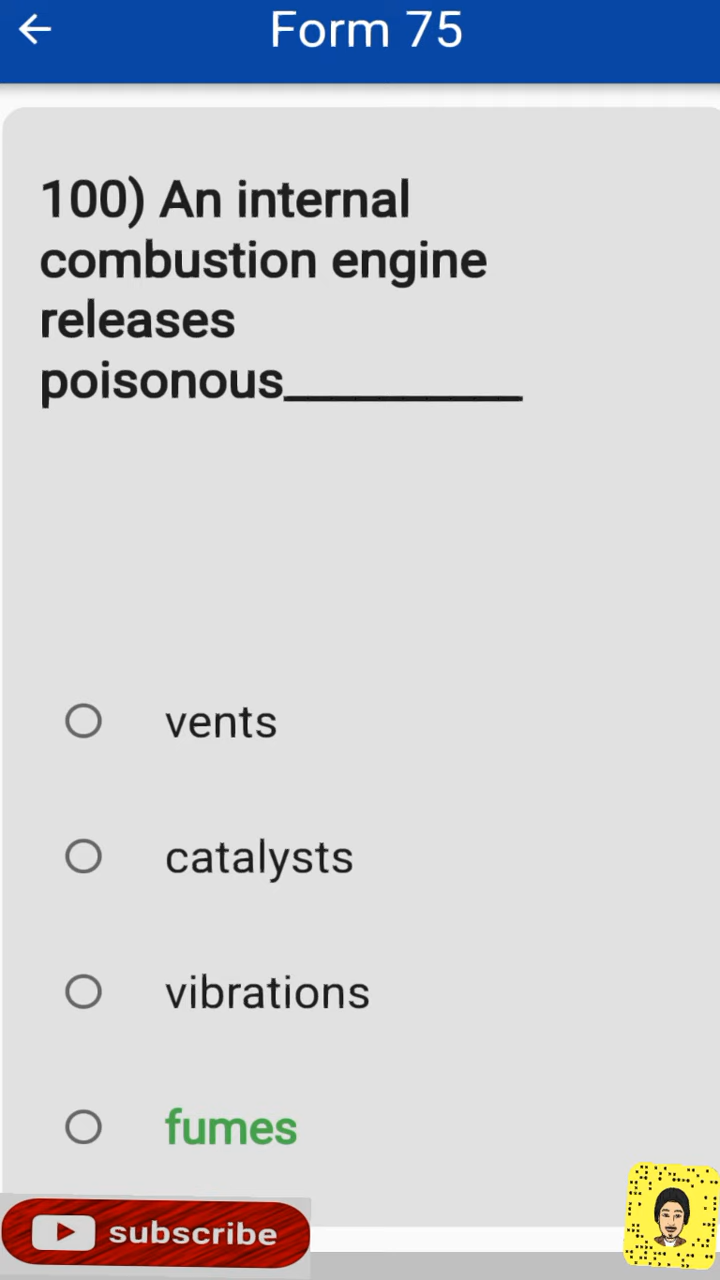 Form 75
100) An internal
combustion engine
releases
poisonous__________
vents
catalysts
vibrations
fumes
subscribe